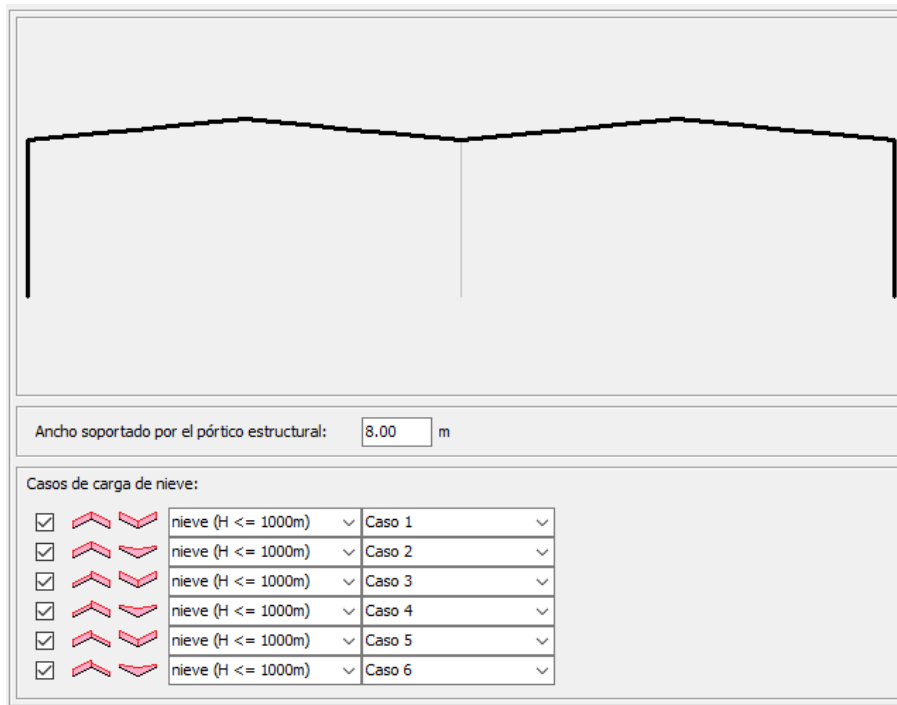 Ancho soportado por el pórtico estructural: 8.00 m
Casos de carga de nieve:
nieve (H <= 1000m) Caso 1
nieve (H <= 1000m) Caso 2
nieve (H <= 1000m) Caso 3
nieve (H <= 1000m) Caso 4
nieve (H <= 1000m) Caso 5
nieve (H <= 1000m) Caso 6